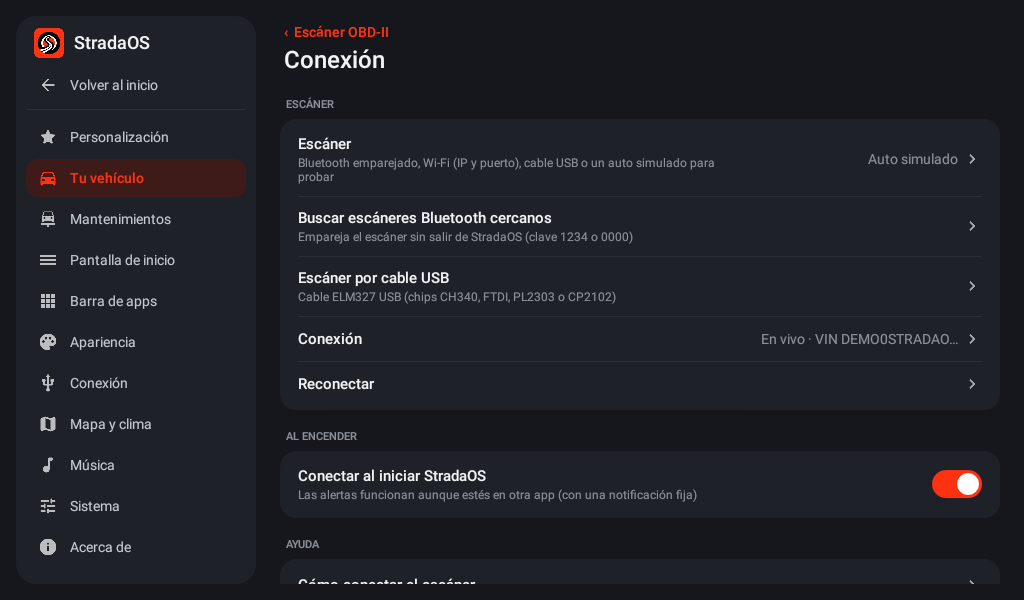 StradaOS
Volver al inicio
Personalización
Tu vehículo
Mantenimientos
Pantalla de inicio
Barra de apps
Apariencia
Conexión
Mapa y clima
Música
Sistema
Acerca de
‹ Escáner OBD-II
Conexión
ESCÁNER
Escáner
Bluetooth emparejado, Wi-Fi (IP y puerto), cable USB o un auto simulado para
probar
Auto simulado
Buscar escáneres Bluetooth cercanos
Empareja el escáner sin salir de StradaOS (clave 1234 o 0000)
Escáner por cable USB
Cable ELM327 USB (chips CH340, FTDI, PL2303 o CP2102)
Conexión
En vivo · VIN DEMO0STRADAO...
Reconectar
AL ENCENDER
Conectar al iniciar StradaOS
Las alertas funcionan aunque estés en otra app (con una notificación fija)
AYUDA
Cómo conectar el escáner